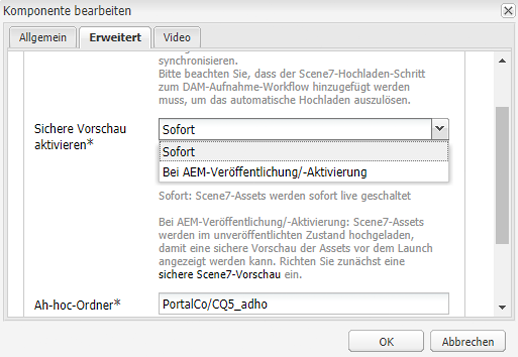 Komponente bearbeiten
Allgemein
Erweitert
Video
synchronisieren.
Bitte beachten Sie, dass der Scene7-Hochladen-Schritt
zum DAM-Aufnahme-Workflow hinzugefügt werden
muss, um das automatische Hochladen auszulösen.
Sichere Vorschau
aktivieren*
Sofort
Sofort
Bei AEM-Veröffentlichung/-Aktivierung
Sofort: Scene7-Assets werden sofort live geschaltet
Bei AEM-Veröffentlichung/-Aktivierung: Scene7-Assets
werden im unveröffentlichten Zustand hochgeladen,
damit eine sichere Vorschau der Assets vor dem Launch
angezeigt werden kann. Richten Sie zunächst eine
sichere Scene7-Vorschau ein.
Ah-hoc-Ordner*
PortalCo/CQ5_adho
OK
Abbrechen